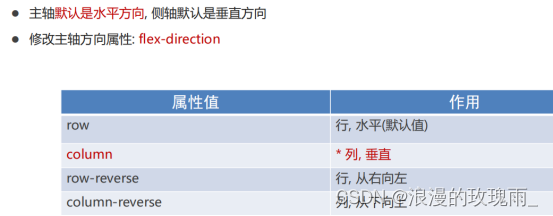 ● 主轴默认是水平方向, 侧轴默认是垂直方向
● 修改主轴方向属性: flex-direction
属性值 作用
row 行, 水平(默认值)
column * 列, 垂直
row-reverse 行, 从右向左
column-reverse 列, 从下向上
CSDN @浪漫的玫瑰雨_